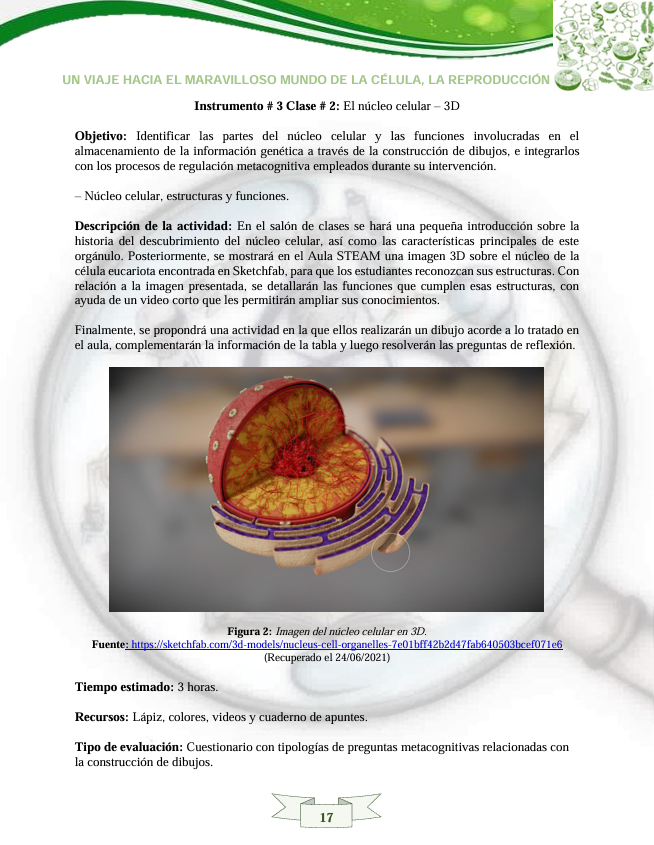 UN VIAJE HACIA EL MARAVILLOSO MUNDO DE LA CÉLULA, LA REPRODUCCIÓN
Instrumento # 3 Clase # 2: El núcleo celular – 3D
Objetivo: Identificar las partes del núcleo celular y las funciones involucradas en el
almacenamiento de la información genética a través de la construcción de dibujos, e integrarlos
con los procesos de regulación metacognitiva empleados durante su intervención.
– Núcleo celular, estructuras y funciones.
Descripción de la actividad: En el salón de clases se hará una pequeña introducción sobre la
historia del descubrimiento del núcleo celular, así como las características principales de este
orgánulo. Posteriormente, se mostrará en el Aula STEAM una imagen 3D sobre el núcleo de la
célula eucariota encontrada en Sketchfab, para que los estudiantes reconozcan sus estructuras. Con
relación a la imagen presentada, se detallarán las funciones que cumplen esas estructuras, con
ayuda de un video corto que les permitirán ampliar sus conocimientos.
Finalmente, se propondrá una actividad en la que ellos realizarán un dibujo acorde a lo tratado en
el aula, complementarán la información de la tabla y luego resolverán las preguntas de reflexión.
Figura 2: Imagen del núcleo celular en 3D.
Fuente: https://sketchfab.com/3d-models/nucleus-cell-organelles-7e01bff42b2d47fab640503bcef071e6
(Recuperado el 24/06/2021)
Tiempo estimado: 3 horas.
Recursos: Lápiz, colores, videos y cuaderno de apuntes.
Tipo de evaluación: Cuestionario con tipologías de preguntas metacognitivas relacionadas con
la construcción de dibujos.
17